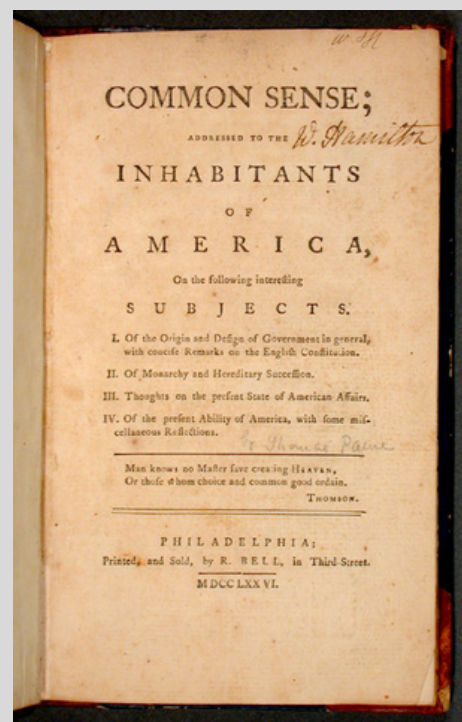 W H
COMMON SENSE;
ADDRESSED TO THE
W. Hamilton
INHABITANTS
OF
AMERICA,
On the following intereſting
SUBJECTS.
I. Of the Origin and Deſign of Government in general,
with conciſe Remarks on the Engliſh Conſtitution.
II. Of Monarchy and Hereditary Succeſſion.
III. Thoughts on the preſent State of American Affairs.
IV. Of the preſent Ability of America, with ſome miſ-
cellaneous Reflections.
by Thomas Paine
Man knows no Maſter ſave creating HEAVEN,
Or thoſe whom choice and common good ordain.
THOMSON.
PHILADELPHIA;
Printed, and Sold, by R. BELL, in Third-Street.
MDCCLXXVI.